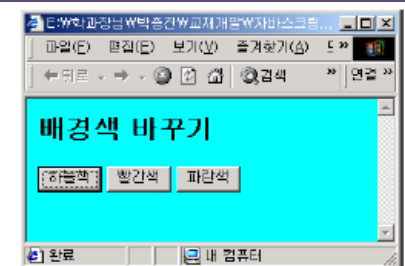 E:₩학과장님₩박종진₩교재개발₩자바스크립...
파일(F) 편집(E) 보기(V) 즐겨찾기(A) »
뒤로 검색 » 연결 »
배경색 바꾸기
하늘색 빨간색 파란색
완료 내 컴퓨터